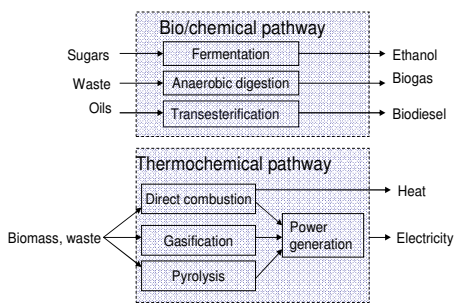 Bio/chemical pathway
Sugars
Fermentation
Ethanol
Waste
Anaerobic digestion
Biogas
Oils
Transesterification
Biodiesel
Thermochemical pathway
Direct combustion
Heat
Biomass, waste
Gasification
Power
generation
Electricity
Pyrolysis